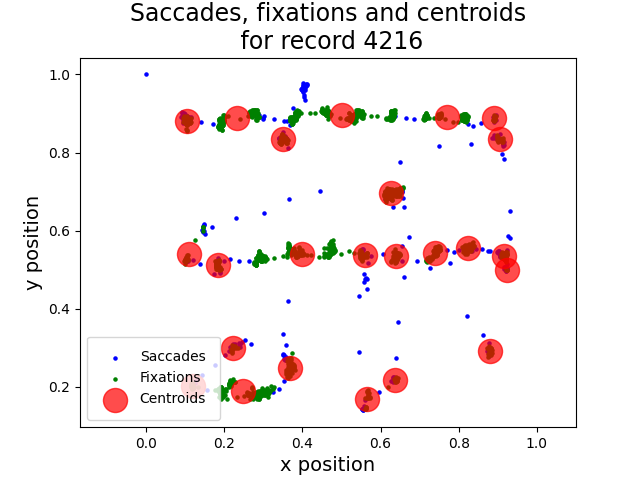 Saccades, fixations and centroids
for record 4216
1.0
0.8
0.6
0.4
0.2
y position
Saccades
Fixations
Centroids
0.0
0.2
0.4
0.6
0.8
1.0
x position